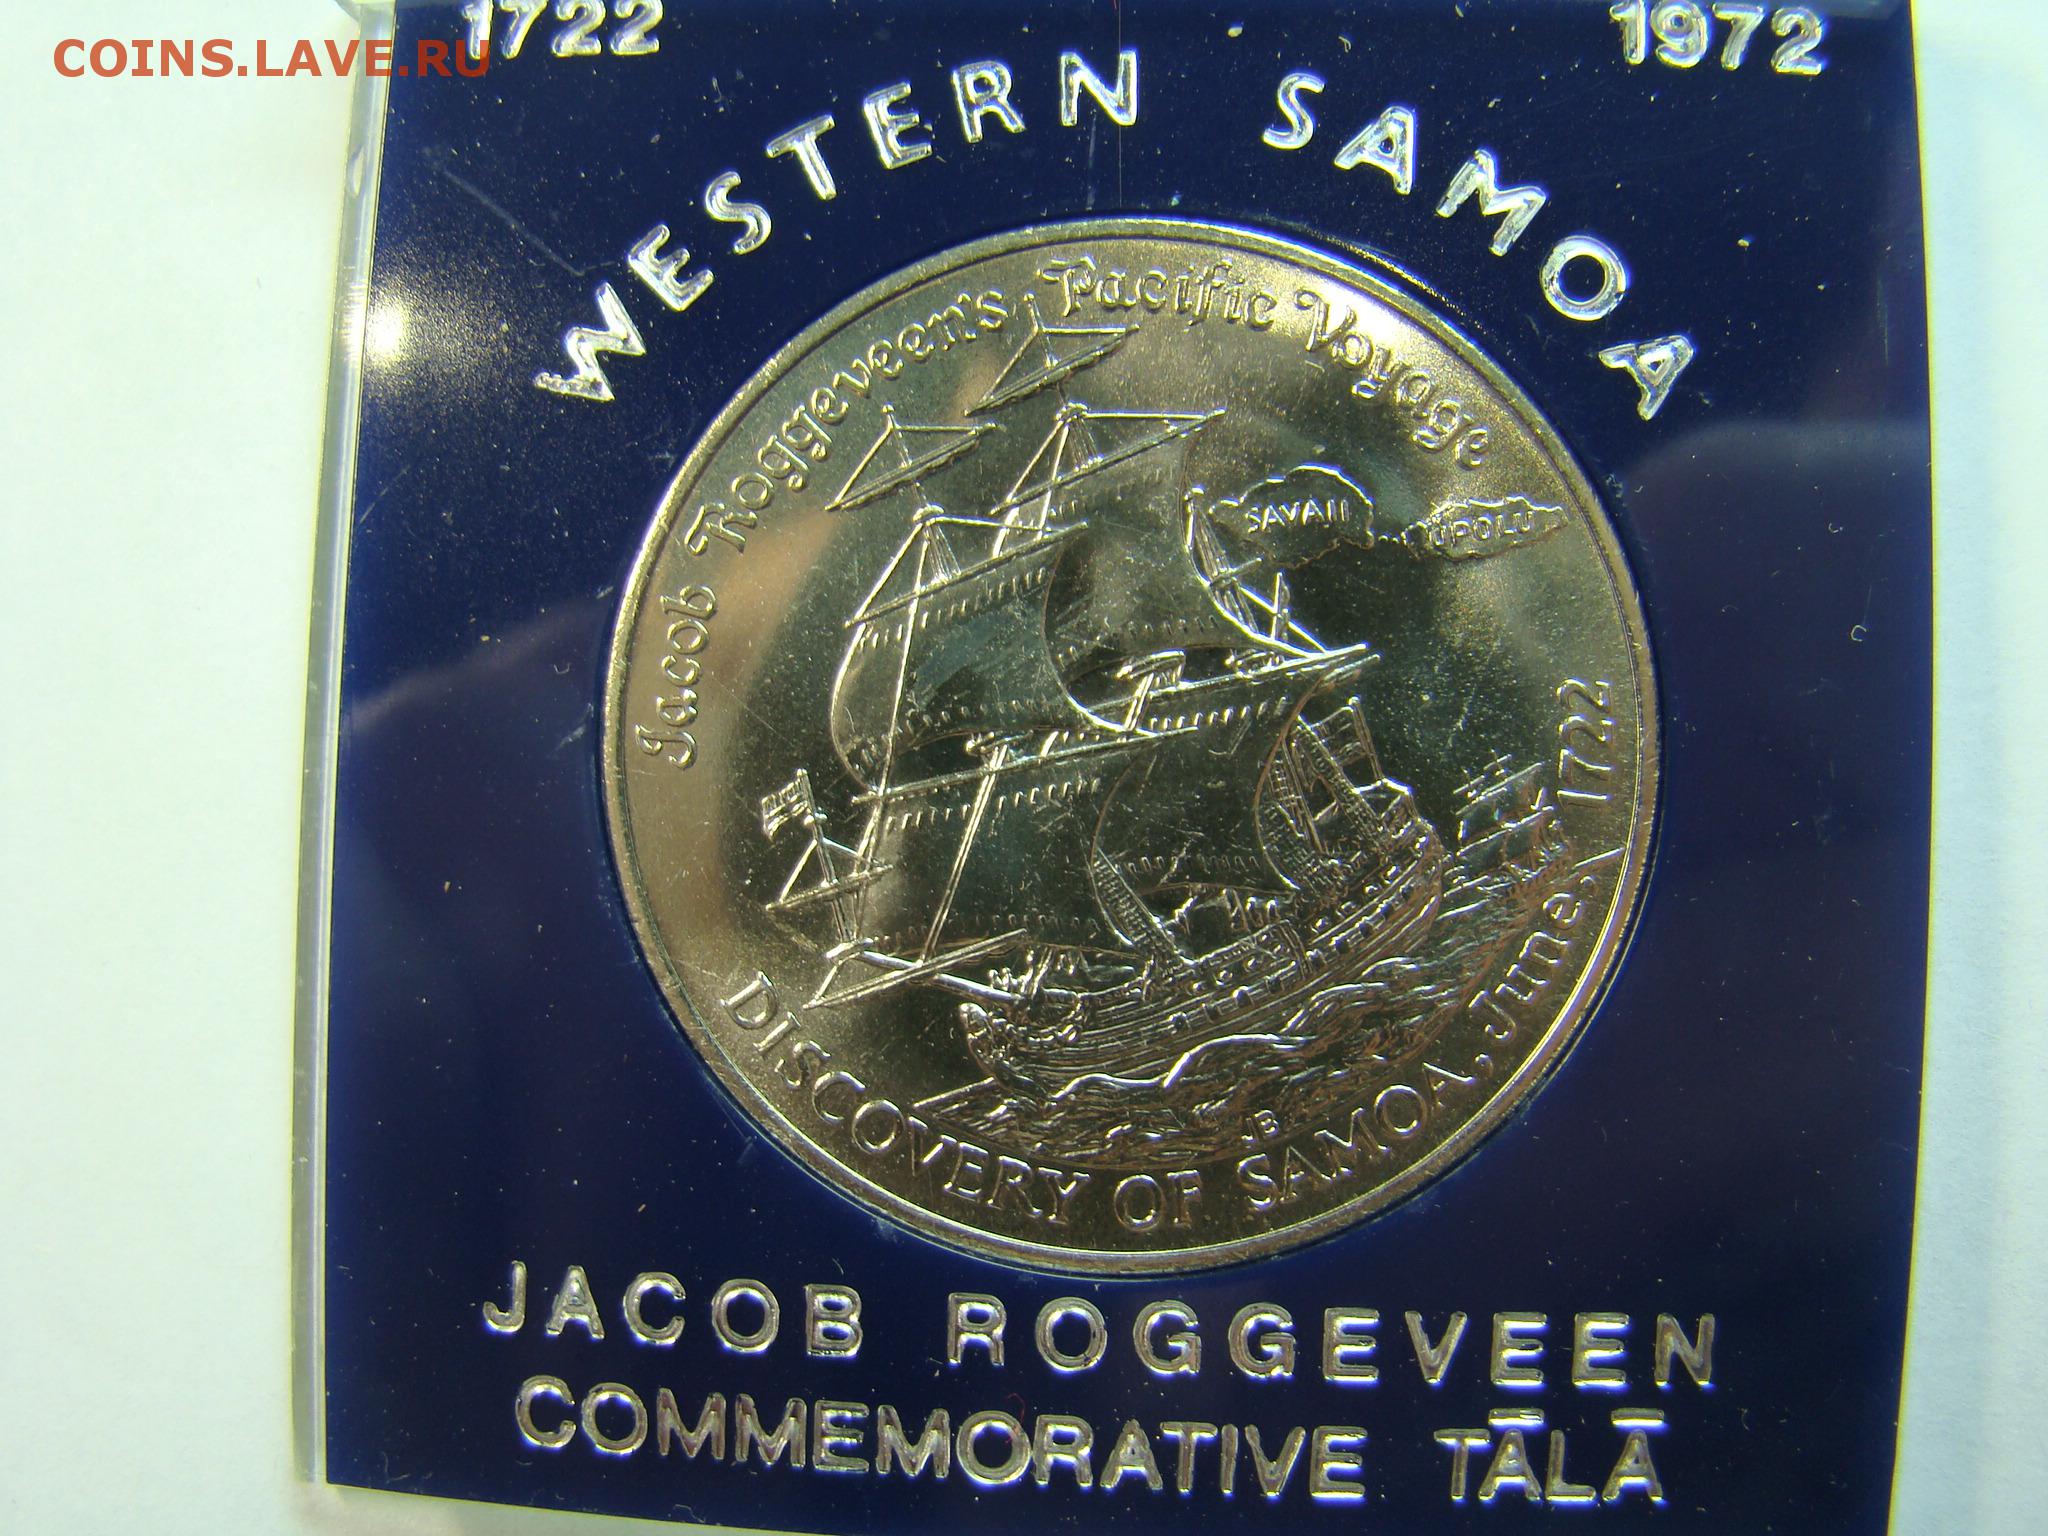 COINS.LAVE.RU
1722 1972
WESTERN SAMOA
Jacob Roggeveen's Pacific Voyage
SAVAII
UPOLU
JB
DISCOVERY OF SAMOA, June, 1722
JACOB ROGGEVEEN
COMMEMORATIVE TĀLĀ